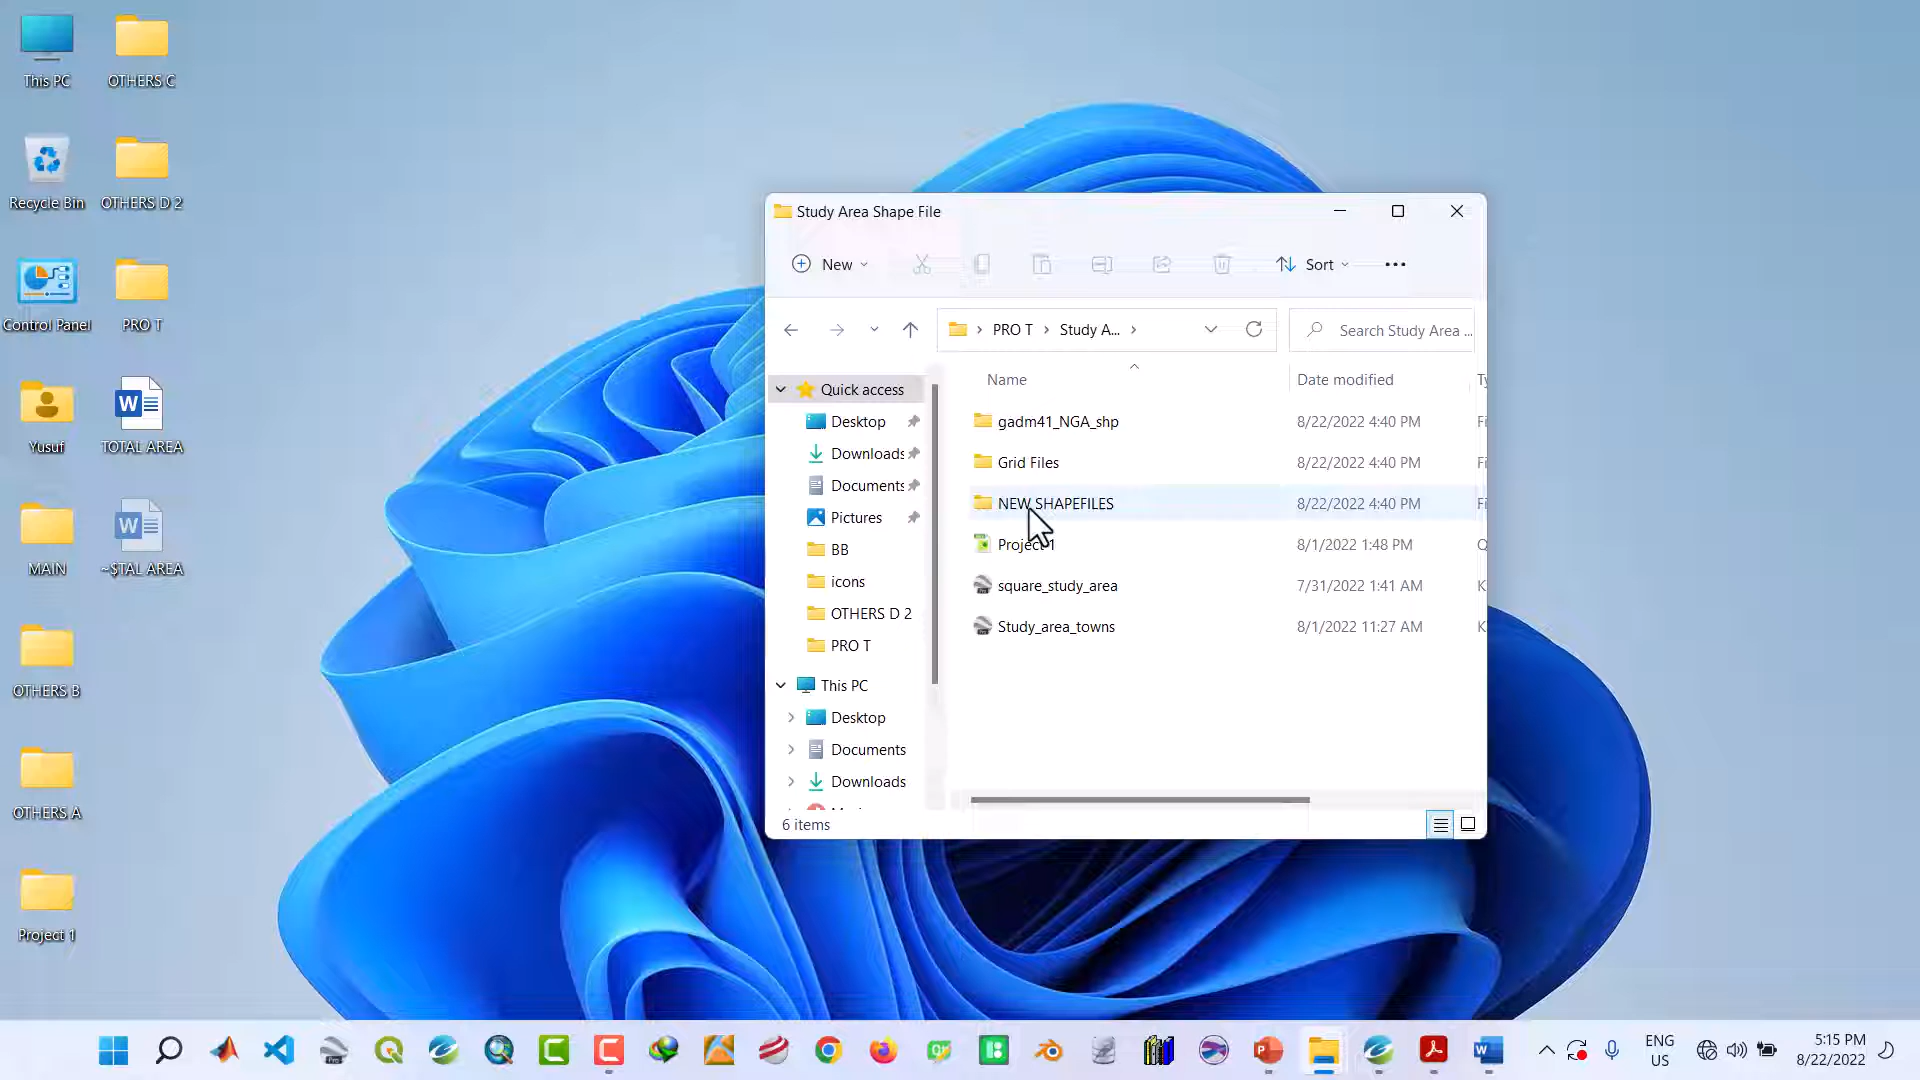 This PC
OTHERS C
Recycle Bin
OTHERS D 2
Control Panel
PRO T
Yusuf
TOTAL AREA
MAIN
~$TAL AREA
OTHERS B
OTHERS A
Project 1
Study Area Shape File
New
Sort
PRO T
Study A...
Search Study Area ...
Name
Date modified
Ty
Quick access
Desktop
Downloads
Documents
Pictures
BB
icons
OTHERS D 2
PRO T
This PC
Desktop
Documents
Downloads
gadm41_NGA_shp 8/22/2022 4:40 PM Fi
Grid Files 8/22/2022 4:40 PM Fi
NEW SHAPEFILES 8/22/2022 4:40 PM Fi
Project 1 8/1/2022 1:48 PM Q
square_study_area 7/31/2022 1:41 AM K
Study_area_towns 8/1/2022 11:27 AM K
6 items
ENG
US
5:15 PM
8/22/2022